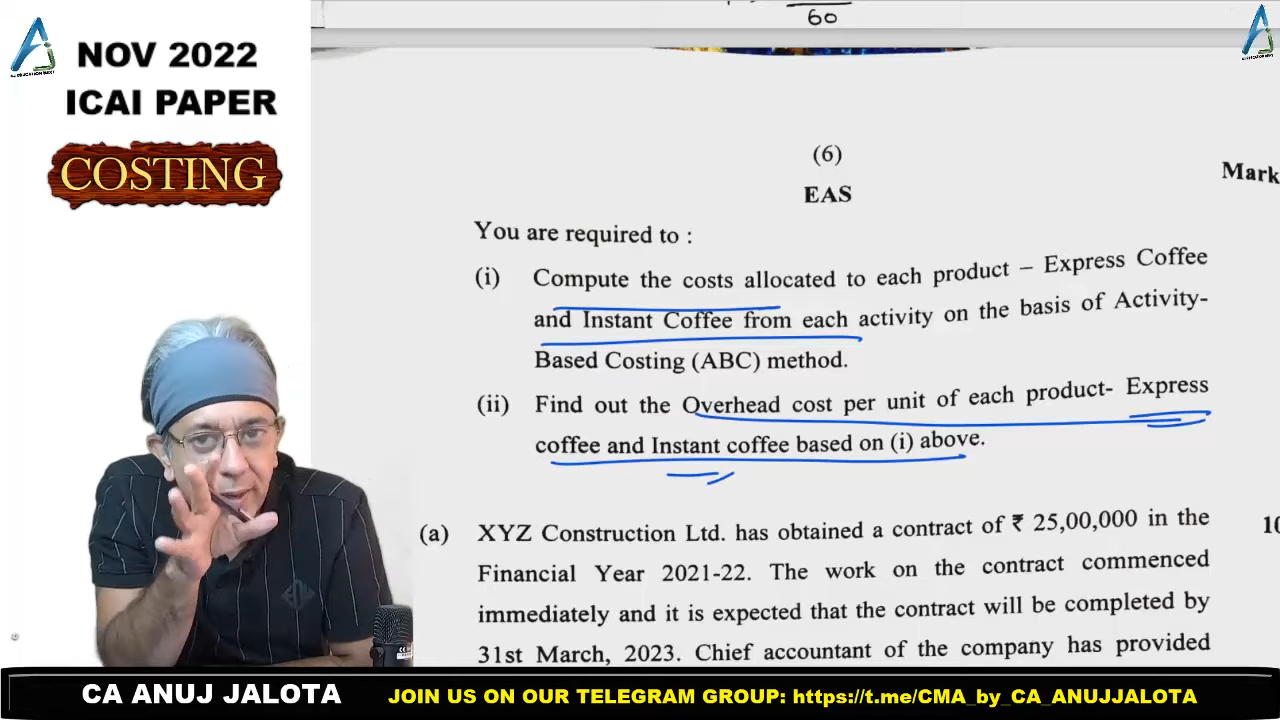 60
NOV 2022
ICAI PAPER
COSTING
(6)
EAS
Mark
You are required to :
(i) Compute the costs allocated to each product – Express Coffee
and Instant Coffee from each activity on the basis of Activity-
Based Costing (ABC) method.
(ii) Find out the Overhead cost per unit of each product- Express
coffee and Instant coffee based on (i) above.
(a) XYZ Construction Ltd. has obtained a contract of ₹ 25,00,000 in the
10
Financial Year 2021-22. The work on the contract commenced
immediately and it is expected that the contract will be completed by
31st March, 2023. Chief accountant of the company has provided
CA ANUJ JALOTA
JOIN US ON OUR TELEGRAM GROUP: https://t.me/CMA_by_CA_ANUJJALOTA